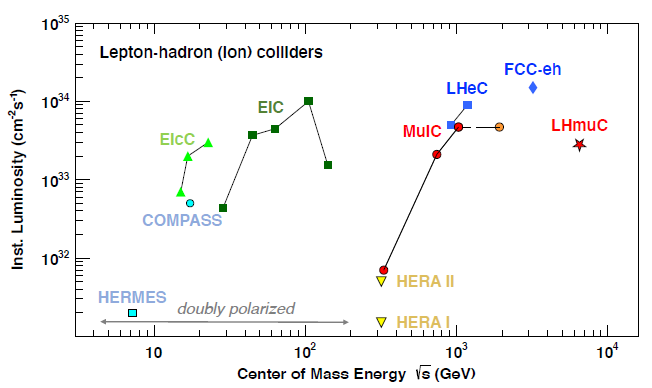 10³⁵
Lepton-hadron (ion) colliders
FCC-eh
LHeC
10³⁴
EIC
MuIC
LHmuC
EIcC
10³³
COMPASS
10³²
HERA II
HERMES
doubly polarized
HERA I
10
10²
10³
10⁴
Center of Mass Energy √s (GeV)
Inst. Luminosity (cm⁻²s⁻¹)